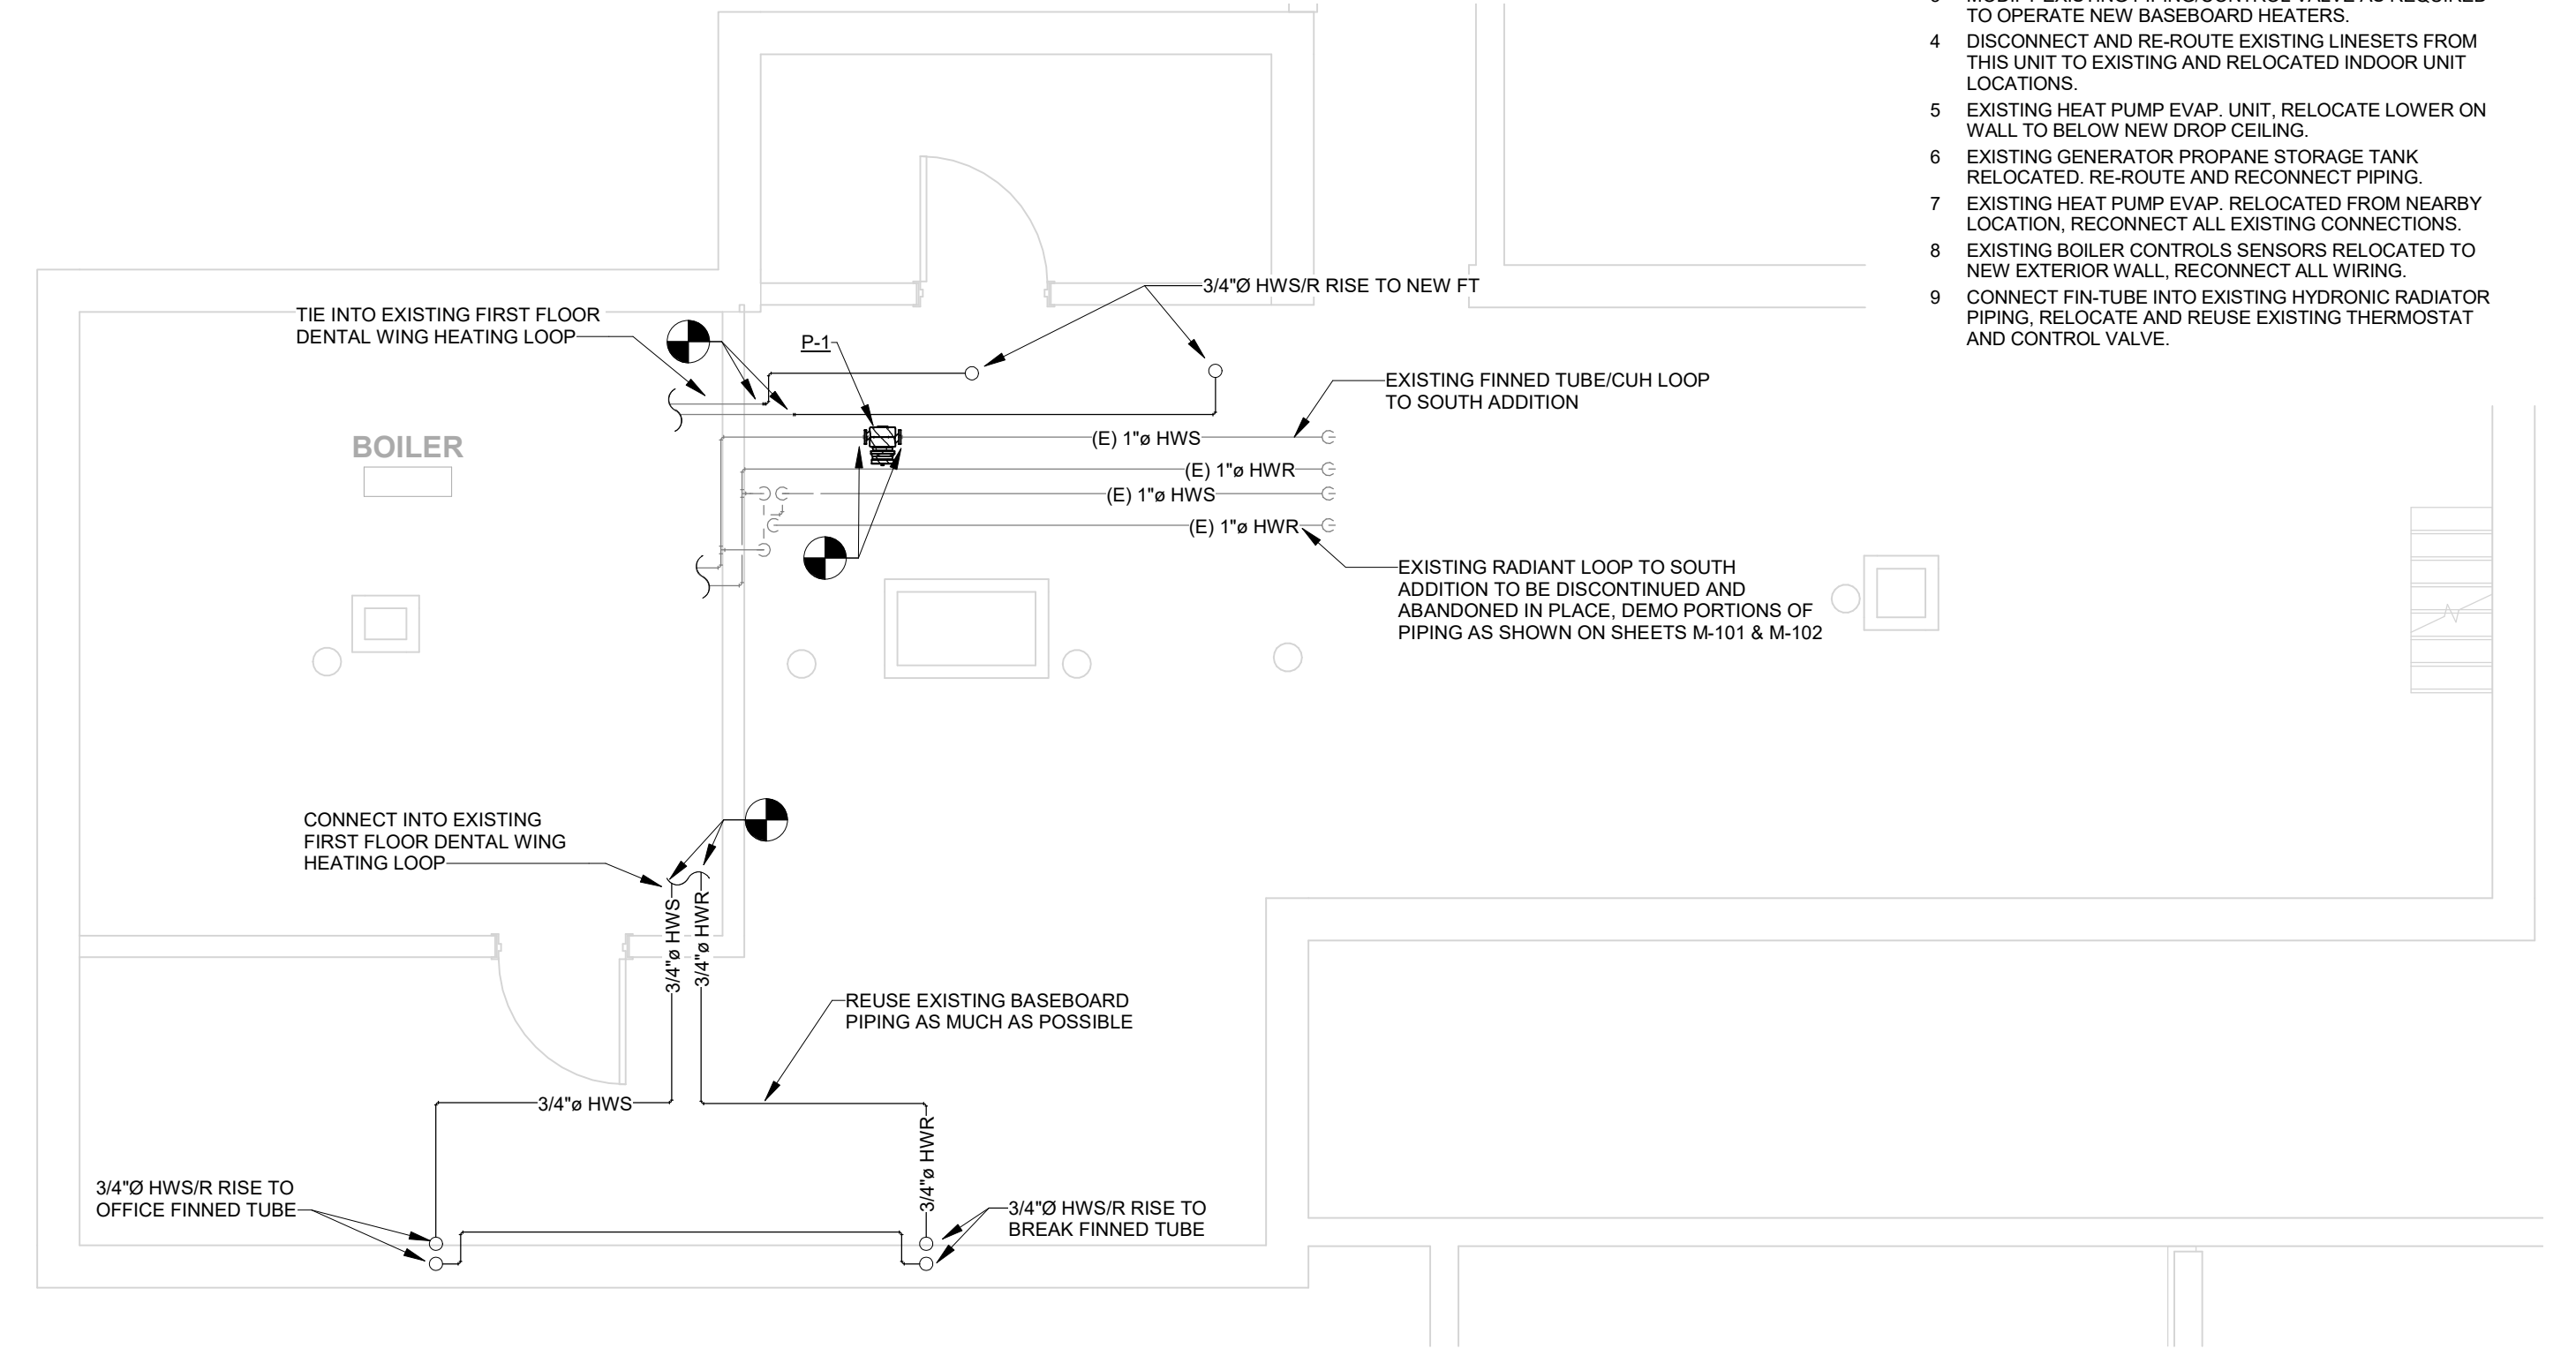 3 MODIFY EXISTING PIPING/CONTROL VALVE AS REQUIRED
TO OPERATE NEW BASEBOARD HEATERS.
4 DISCONNECT AND RE-ROUTE EXISTING LINESETS FROM
THIS UNIT TO EXISTING AND RELOCATED INDOOR UNIT
LOCATIONS.
5 EXISTING HEAT PUMP EVAP. UNIT, RELOCATE LOWER ON
WALL TO BELOW NEW DROP CEILING.
6 EXISTING GENERATOR PROPANE STORAGE TANK
RELOCATED. RE-ROUTE AND RECONNECT PIPING.
7 EXISTING HEAT PUMP EVAP. RELOCATED FROM NEARBY
LOCATION, RECONNECT ALL EXISTING CONNECTIONS.
8 EXISTING BOILER CONTROLS SENSORS RELOCATED TO
NEW EXTERIOR WALL, RECONNECT ALL WIRING.
9 CONNECT FIN-TUBE INTO EXISTING HYDRONIC RADIATOR
PIPING, RELOCATE AND REUSE EXISTING THERMOSTAT
AND CONTROL VALVE.
3/4"Ø HWS/R RISE TO NEW FT
TIE INTO EXISTING FIRST FLOOR
DENTAL WING HEATING LOOP
P-1
EXISTING FINNED TUBE/CUH LOOP
TO SOUTH ADDITION
BOILER
(E) 1"ø HWS
(E) 1"ø HWR
(E) 1"ø HWS
(E) 1"ø HWR
EXISTING RADIANT LOOP TO SOUTH
ADDITION TO BE DISCONTINUED AND
ABANDONED IN PLACE, DEMO PORTIONS OF
PIPING AS SHOWN ON SHEETS M-101 & M-102
CONNECT INTO EXISTING
FIRST FLOOR DENTAL WING
HEATING LOOP
3/4"ø HWS
3/4"ø HWR
REUSE EXISTING BASEBOARD
PIPING AS MUCH AS POSSIBLE
3/4"ø HWS
3/4"ø HWR
3/4"Ø HWS/R RISE TO
OFFICE FINNED TUBE
3/4"Ø HWS/R RISE TO
BREAK FINNED TUBE